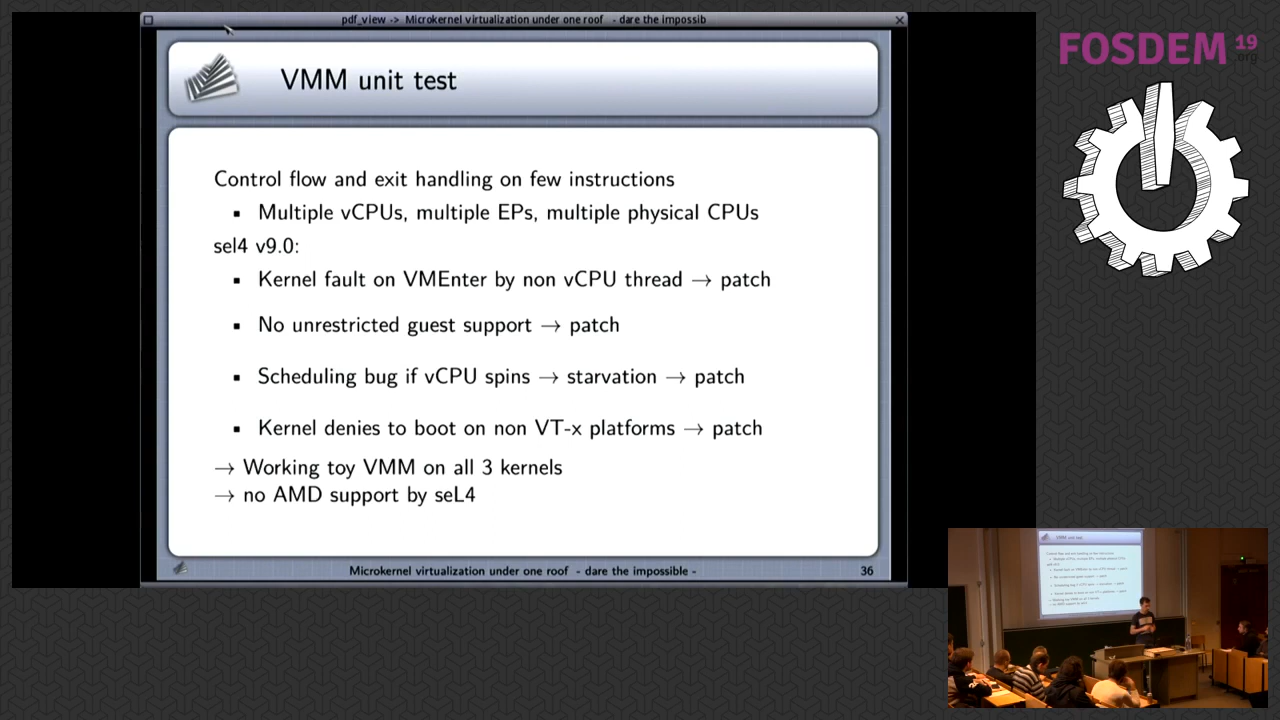 pdf_view -> Microkernel virtualization under one roof - dare the impossib
VMM unit test
Control flow and exit handling on few instructions
▪ Multiple vCPUs, multiple EPs, multiple physical CPUs
sel4 v9.0:
▪ Kernel fault on VMEnter by non vCPU thread → patch
▪ No unrestricted guest support → patch
▪ Scheduling bug if vCPU spins → starvation → patch
▪ Kernel denies to boot on non VT-x platforms → patch
→ Working toy VMM on all 3 kernels
→ no AMD support by seL4
Microkernel virtualization under one roof - dare the impossible - 36
FOSDEM 19
.org